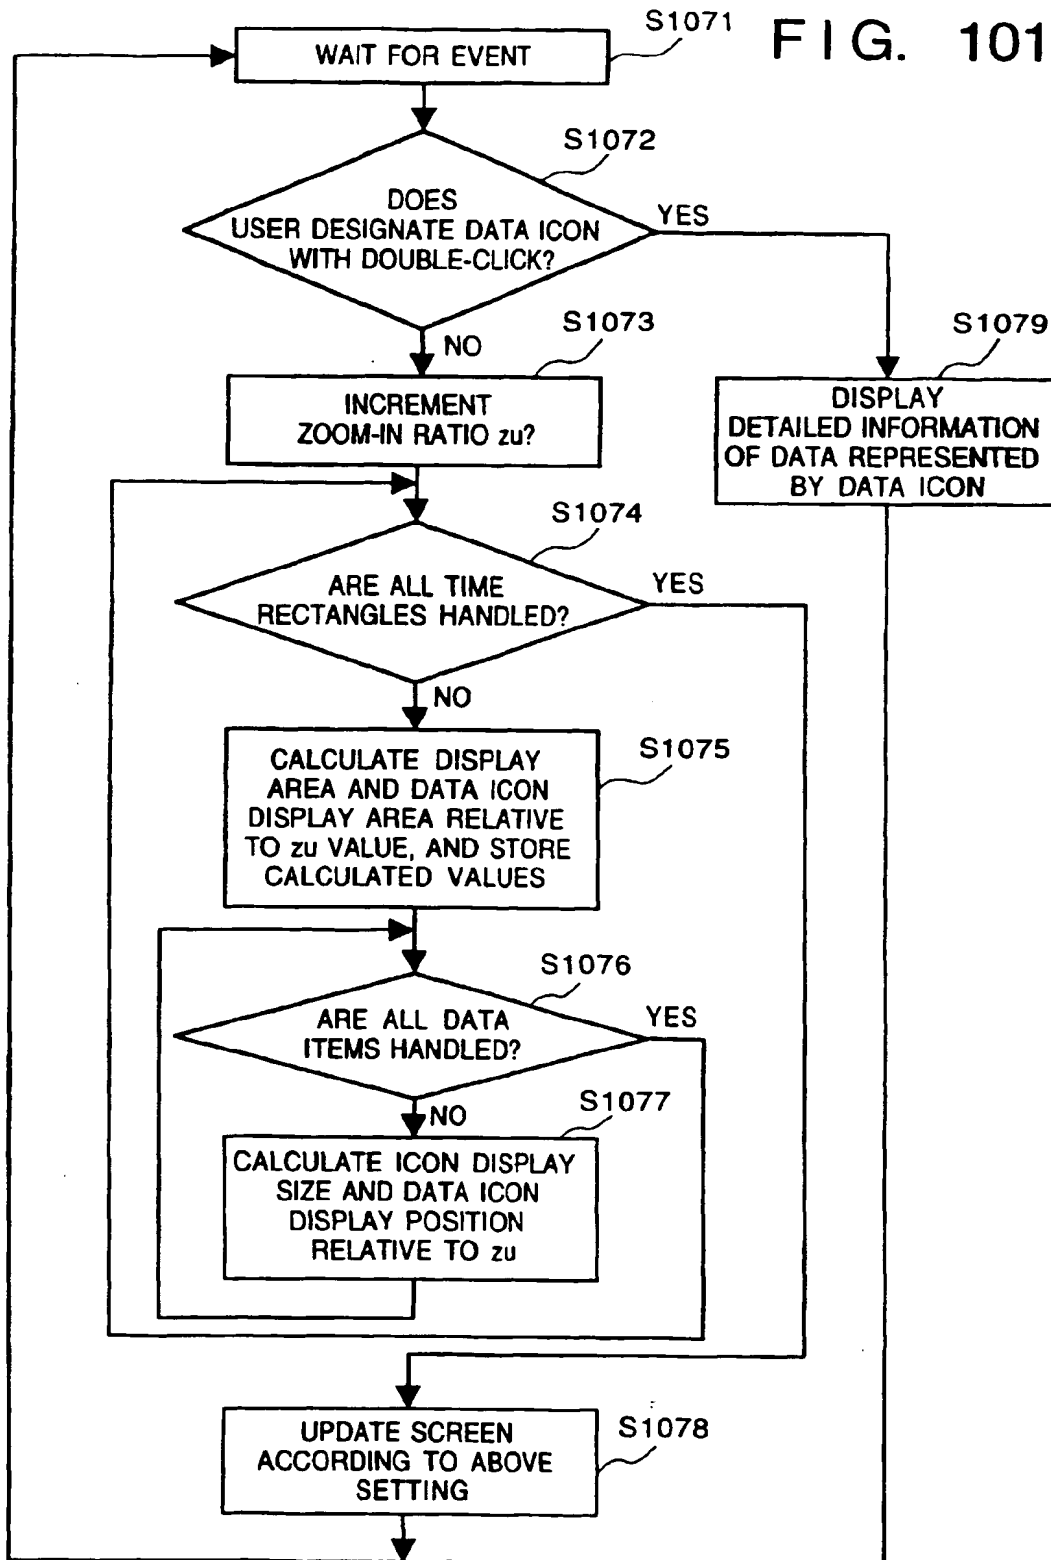 FIG. 101
S1071
WAIT FOR EVENT
S1072
DOES
USER DESIGNATE DATA ICON
WITH DOUBLE-CLICK?
YES
NO
S1073
INCREMENT
ZOOM-IN RATIO zu?
S1079
DISPLAY
DETAILED INFORMATION
OF DATA REPRESENTED
BY DATA ICON
S1074
ARE ALL TIME
RECTANGLES HANDLED?
YES
NO
S1075
CALCULATE DISPLAY
AREA AND DATA ICON
DISPLAY AREA RELATIVE
TO zu VALUE, AND STORE
CALCULATED VALUES
S1076
ARE ALL DATA
ITEMS HANDLED?
YES
NO
S1077
CALCULATE ICON DISPLAY
SIZE AND DATA ICON
DISPLAY POSITION
RELATIVE TO zu
S1078
UPDATE SCREEN
ACCORDING TO ABOVE
SETTING